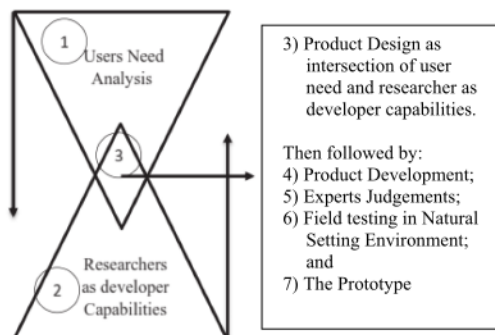 1
Users Need
Analysis
3
2
Researchers
as developer
Capabilities
3) Product Design as
intersection of user
need and researcher as
developer capabilities.
Then followed by:
4) Product Development;
5) Experts Judgements;
6) Field testing in Natural
Setting Environment;
and
7) The Prototype